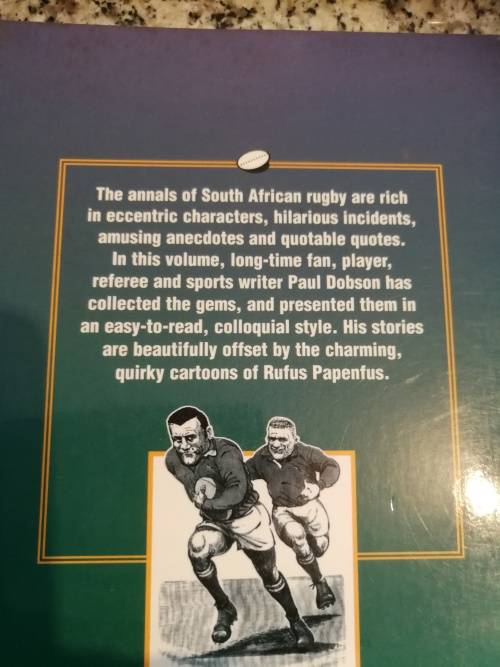 The annals of South African rugby are rich
in eccentric characters, hilarious incidents,
amusing anecdotes and quotable quotes.
In this volume, long-time fan, player,
referee and sports writer Paul Dobson has
collected the gems, and presented them in
an easy-to-read, colloquial style. His stories
are beautifully offset by the charming,
quirky cartoons of Rufus Papenfus.